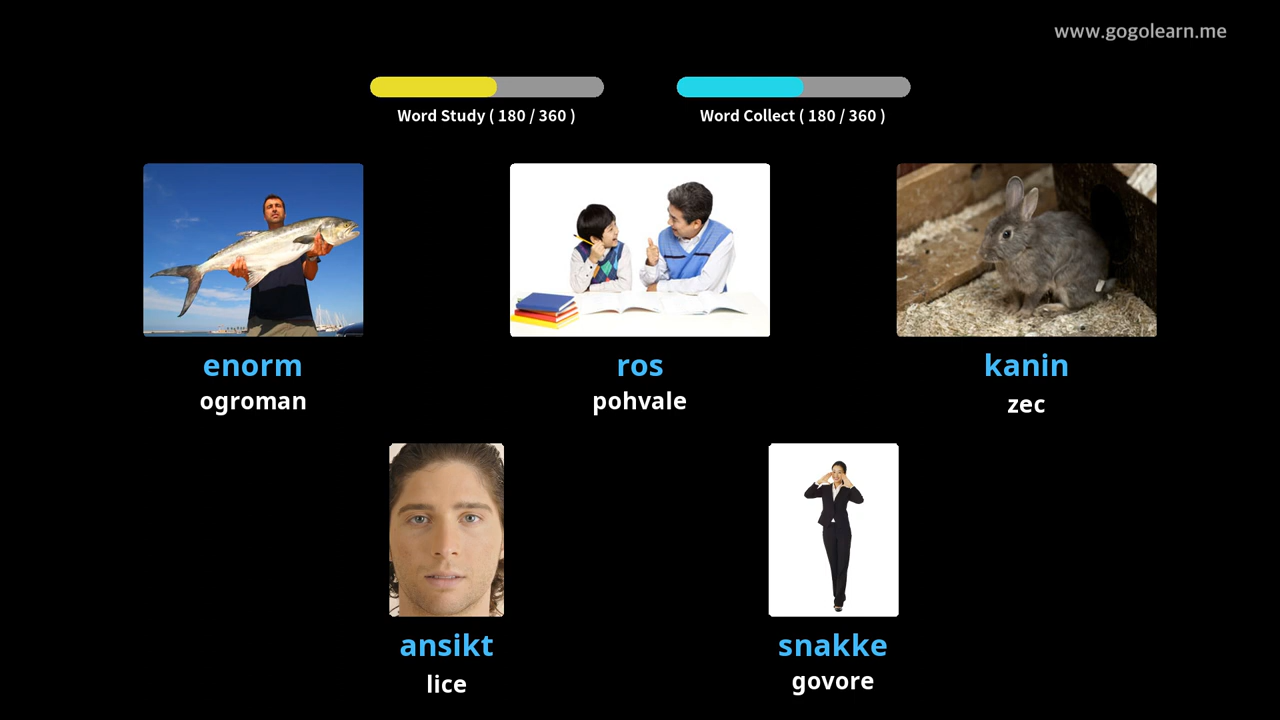 www.gogolearn.me
Word Study ( 180 / 360 )
Word Collect ( 180 / 360 )
enorm
ogroman
ros
pohvale
kanin
zec
ansikt
lice
snakke
govore